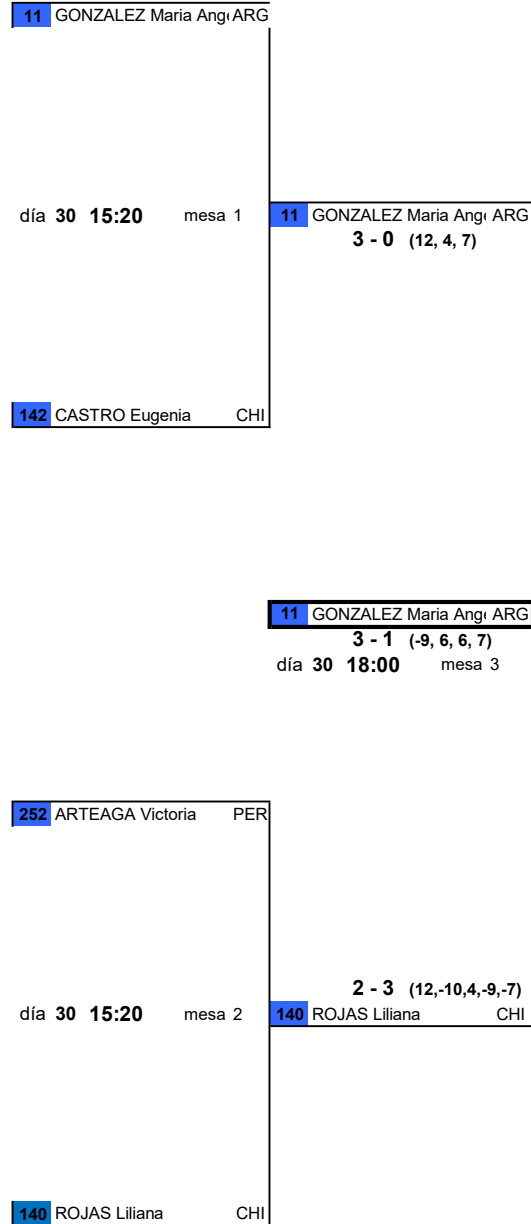 11 GONZALEZ Maria Ang ARG
día 30 15:20 mesa 1
11 GONZALEZ Maria Ang ARG
3 - 0 (12, 4, 7)
142 CASTRO Eugenia CHI
11 GONZALEZ Maria Ang ARG
3 - 1 (-9, 6, 6, 7)
día 30 18:00 mesa 3
252 ARTEAGA Victoria PER
2 - 3 (12,-10,4,-9,-7)
día 30 15:20 mesa 2
140 ROJAS Liliana CHI
140 ROJAS Liliana CHI